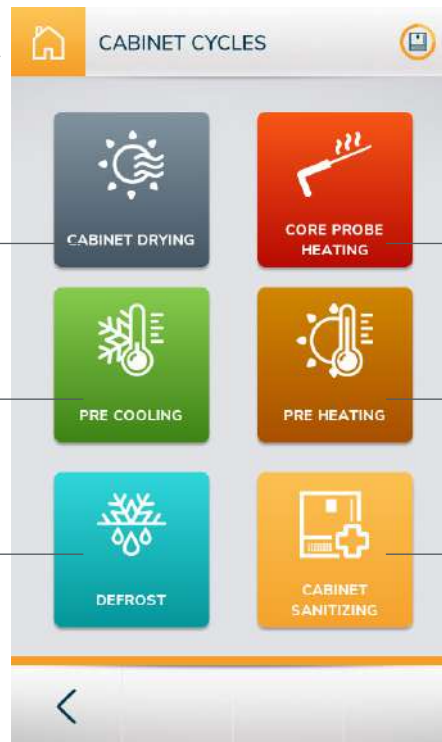 CABINET CYCLES
CABINET DRYING
CORE PROBE
HEATING
PRE COOLING
PRE HEATING
DEFROST
CABINET
SANITIZING